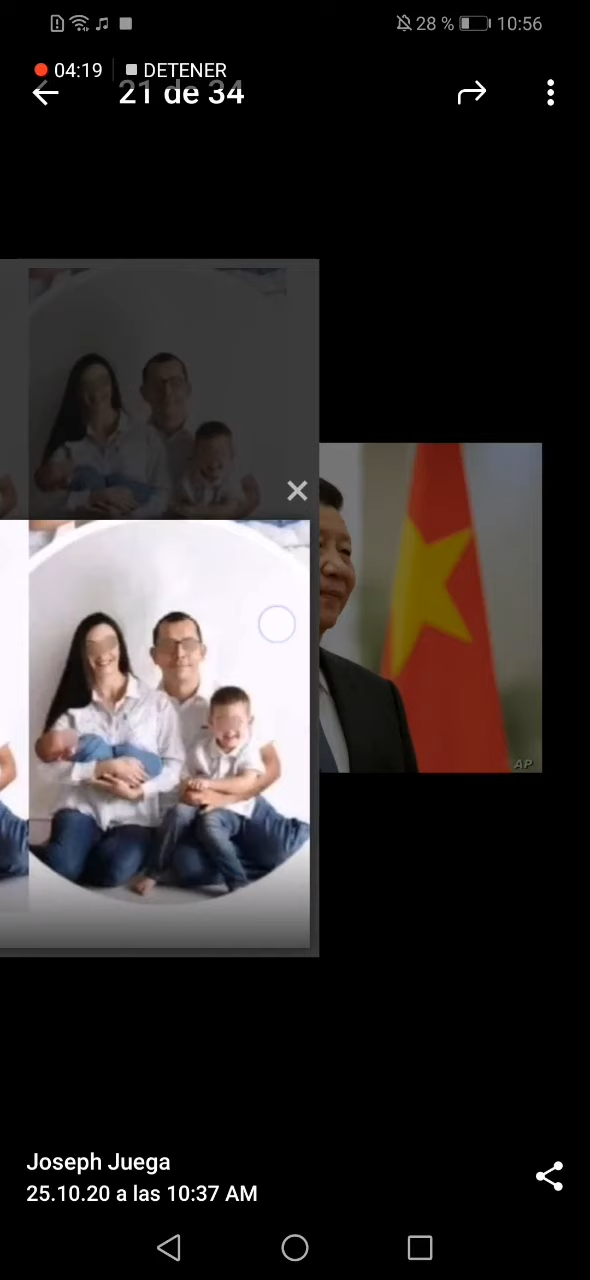 28 % 10:56
04:19 DETENER
21 de 34
AP
Joseph Juega
25.10.20 a las 10:37 AM